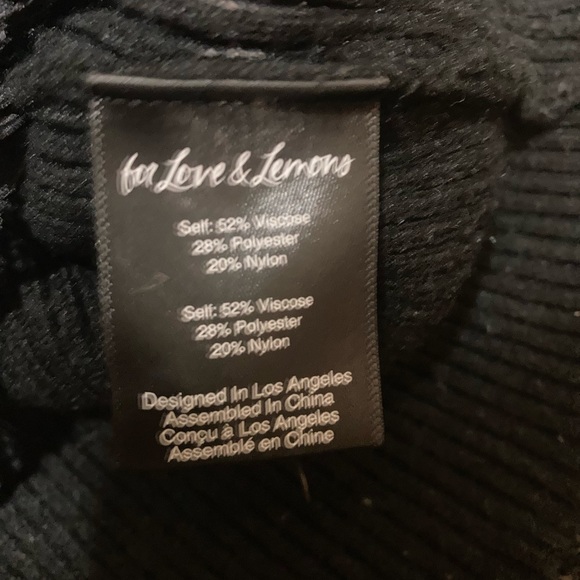 for Love & Lemons
Self: 52% Viscose
28% Polyester
20% Nylon
Self: 52% Viscose
28% Polyester
20% Nylon
Designed In Los Angeles
Assembled In China
Conçu à Los Angeles
Assemblé en Chine